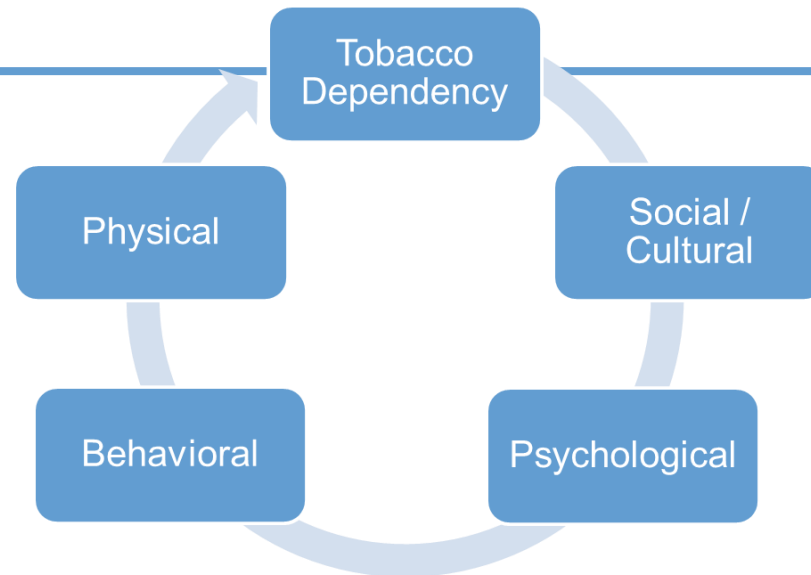 Tobacco
Dependency
Social /
Cultural
Psychological
Behavioral
Physical